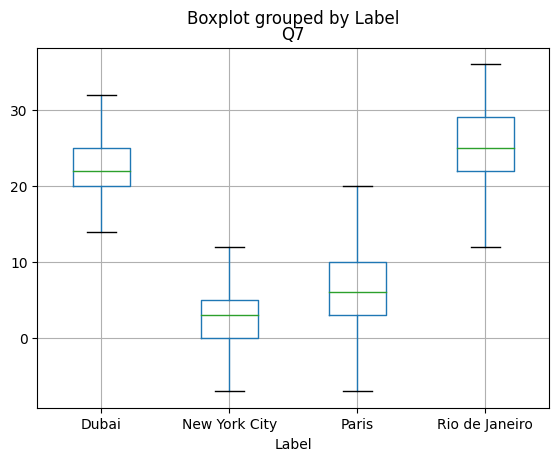 Boxplot grouped by Label
Q7
30
20
10
0
Dubai New York City Paris Rio de Janeiro
Label